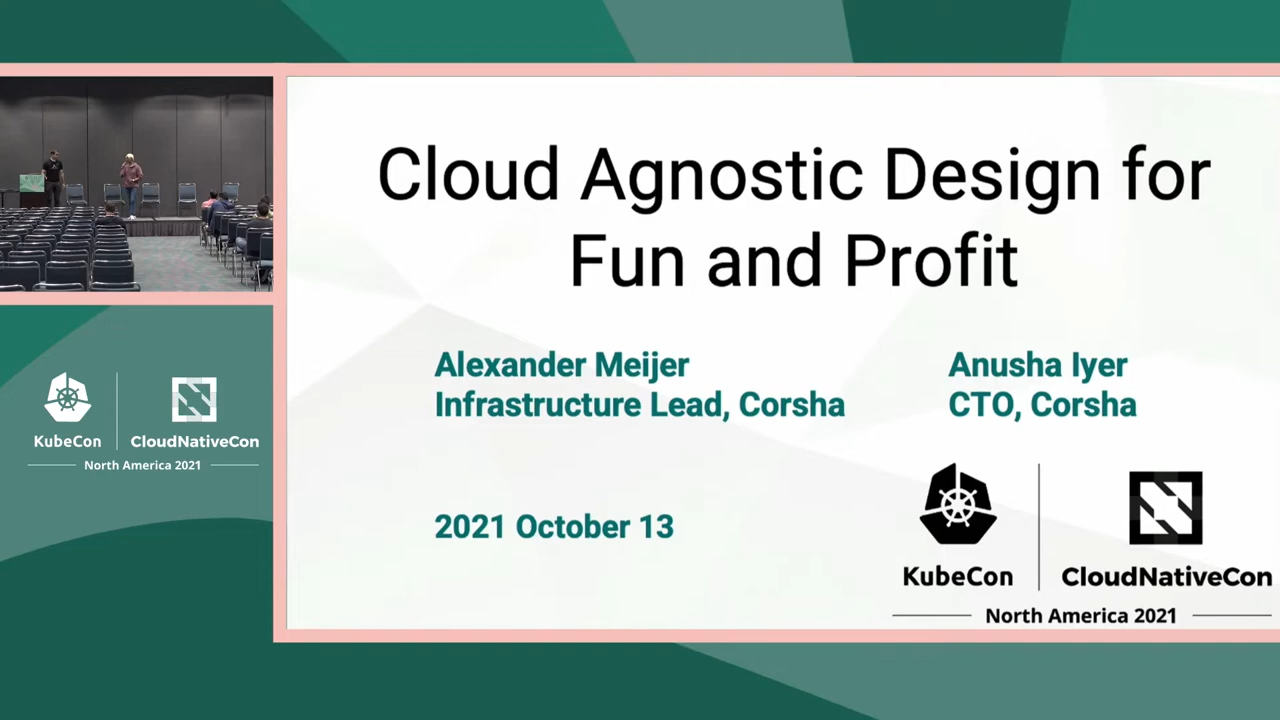 Cloud Agnostic Design for
Fun and Profit
Alexander Meijer
Infrastructure Lead, Corsha
Anusha Iyer
CTO, Corsha
2021 October 13
KubeCon
CloudNativeCon
North America 2021
KubeCon
CloudNativeCon
North America 2021